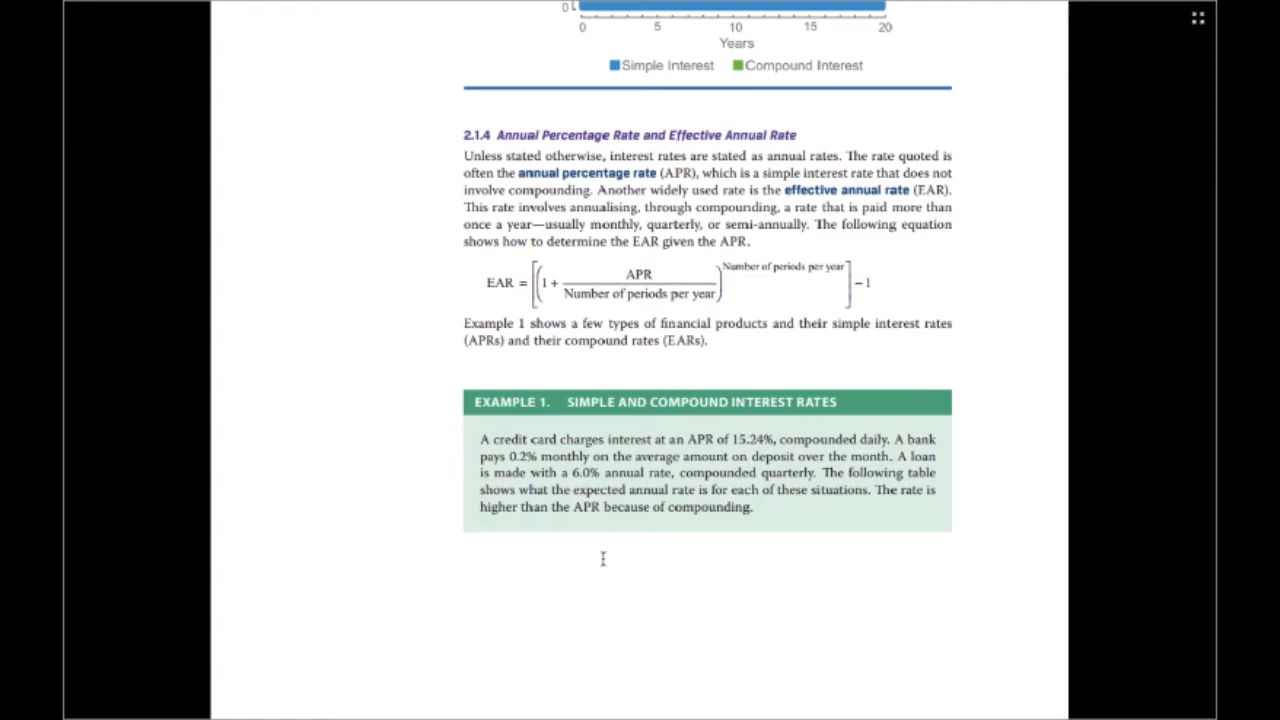 0
0 5 10 15 20
Years
Simple Interest Compound Interest
2.1.4 Annual Percentage Rate and Effective Annual Rate
Unless stated otherwise, interest rates are stated as annual rates. The rate quoted is
often the annual percentage rate (APR), which is a simple interest rate that does not
involve compounding. Another widely used rate is the effective annual rate (EAR).
This rate involves annualising, through compounding, a rate that is paid more than
once a year—usually monthly, quarterly, or semi-annually. The following equation
shows how to determine the EAR given the APR.
EAR = [(1 + APR / Number of periods per year)^Number of periods per year] − 1
Example 1 shows a few types of financial products and their simple interest rates
(APRs) and their compound rates (EARs).
EXAMPLE 1. SIMPLE AND COMPOUND INTEREST RATES
A credit card charges interest at an APR of 15.24%, compounded daily. A bank
pays 0.2% monthly on the average amount on deposit over the month. A loan
is made with a 6.0% annual rate, compounded quarterly. The following table
shows what the expected annual rate is for each of these situations. The rate is
higher than the APR because of compounding.